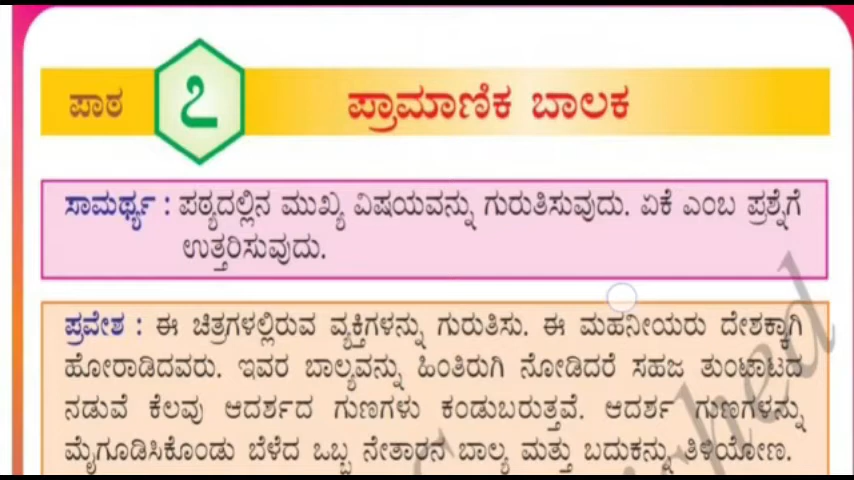 ಪಾಠ ೭ ಪ್ರಾಮಾಣಿಕ ಬಾಲಕ
ಸಾಮರ್ಥ್ಯ : ಪಠ್ಯದಲ್ಲಿನ ಮುಖ್ಯ ವಿಷಯವನ್ನು ಗುರುತಿಸುವುದು. ಏಕೆ ಎಂಬ ಪ್ರಶ್ನೆಗೆ
ಉತ್ತರಿಸುವುದು.
ಪ್ರವೇಶ : ಈ ಚಿತ್ರಗಳಲ್ಲಿರುವ ವ್ಯಕ್ತಿಗಳನ್ನು ಗುರುತಿಸು. ಈ ಮಹನೀಯರು ದೇಶಕ್ಕಾಗಿ
ಹೋರಾಡಿದವರು. ಇವರ ಬಾಲ್ಯವನ್ನು ಹಿಂತಿರುಗಿ ನೋಡಿದರೆ ಸಹಜ ತುಂಟಾಟದ
ನಡುವೆ ಕೆಲವು ಆದರ್ಶದ ಗುಣಗಳು ಕಂಡುಬರುತ್ತವೆ. ಆದರ್ಶ ಗುಣಗಳನ್ನು
ಮೈಗೂಡಿಸಿಕೊಂಡು ಬೆಳೆದ ಒಬ್ಬ ನೇತಾರನ ಬಾಲ್ಯ ಮತ್ತು ಬದುಕನ್ನು ತಿಳಿಯೋಣ.